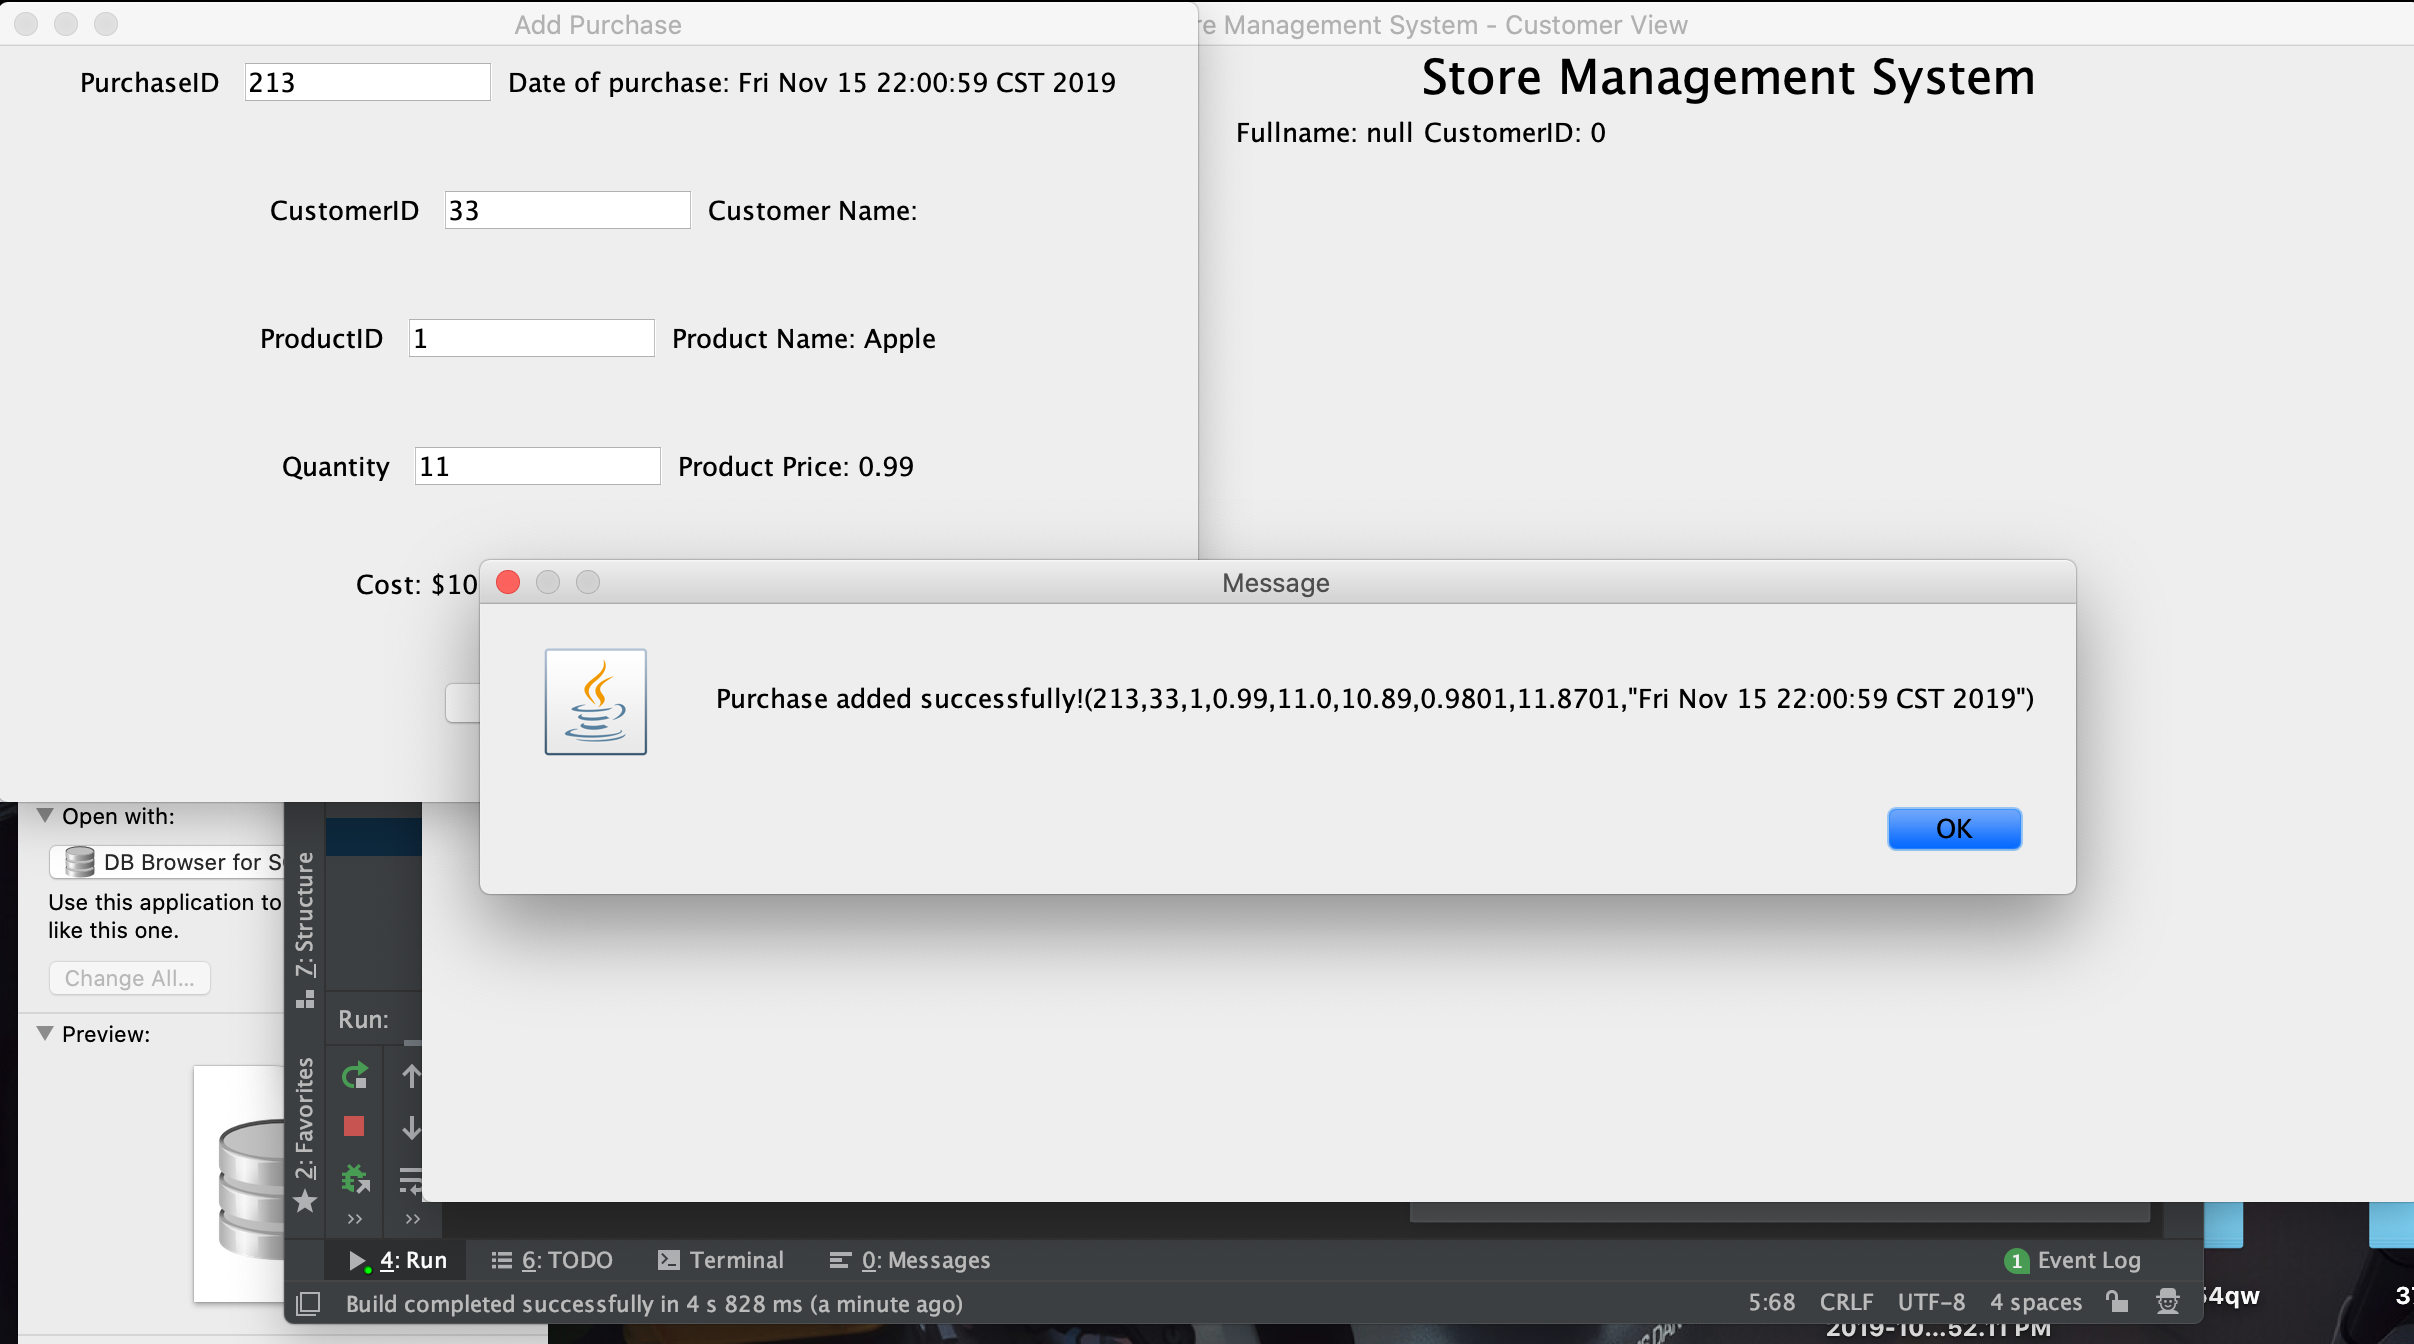 Add Purchase
re Management System - Customer View
PurchaseID 213 Date of purchase: Fri Nov 15 22:00:59 CST 2019
Store Management System
Fullname: null CustomerID: 0
CustomerID 33 Customer Name:
ProductID 1 Product Name: Apple
Quantity 11 Product Price: 0.99
Cost: $10
Message
Purchase added successfully!(213,33,1,0.99,11.0,10.89,0.9801,11.8701,"Fri Nov 15 22:00:59 CST 2019")
OK
Open with:
DB Browser for S
Use this application to
like this one.
Change All...
Preview:
7: Structure
2: Favorites
Run:
4: Run 6: TODO Terminal 0: Messages 1 Event Log
Build completed successfully in 4 s 828 ms (a minute ago) 5:68 CRLF UTF-8 4 spaces
4qw
2019-10...52.11 PM